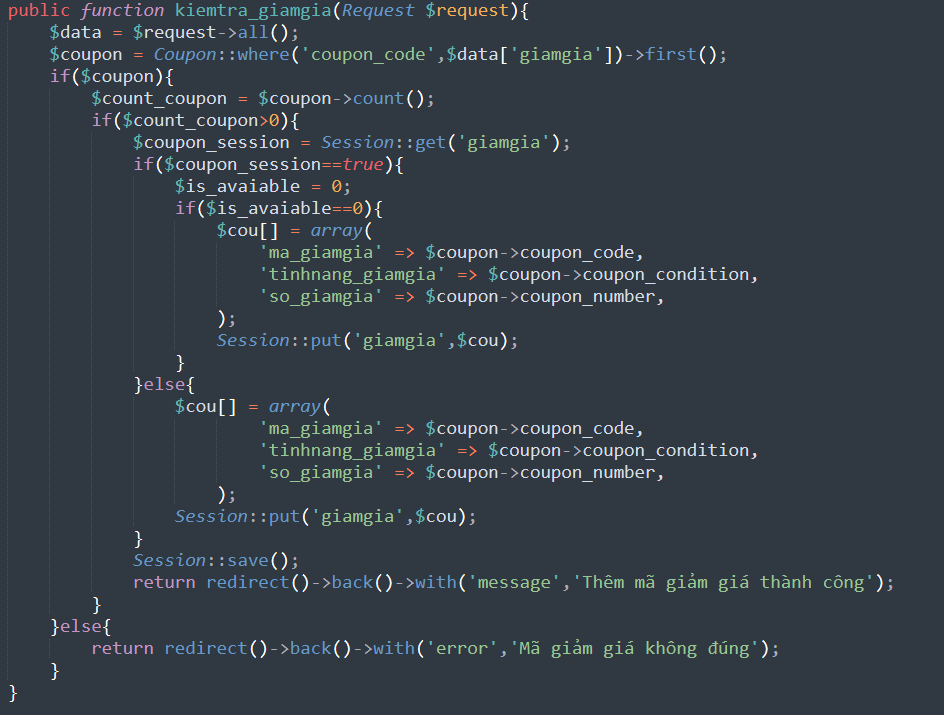 public function kiemtra_giamgia(Request $request){
    $data = $request->all();
    $coupon = Coupon::where('coupon_code',$data['giamgia'])->first();
    if($coupon){
        $count_coupon = $coupon->count();
        if($count_coupon>0){
            $coupon_session = Session::get('giamgia');
            if($coupon_session==true){
                $is_avaiable = 0;
                if($is_avaiable==0){
                    $cou[] = array(
                        'ma_giamgia' => $coupon->coupon_code,
                        'tinhnang_giamgia' => $coupon->coupon_condition,
                        'so_giamgia' => $coupon->coupon_number,
                    );
                    Session::put('giamgia',$cou);
                }
            }else{
                $cou[] = array(
                        'ma_giamgia' => $coupon->coupon_code,
                        'tinhnang_giamgia' => $coupon->coupon_condition,
                        'so_giamgia' => $coupon->coupon_number,
                    );
                Session::put('giamgia',$cou);
            }
            Session::save();
            return redirect()->back()->with('message','Thêm mã giảm giá thành công');
        }
    }else{
        return redirect()->back()->with('error','Mã giảm giá không đúng');
    }
}